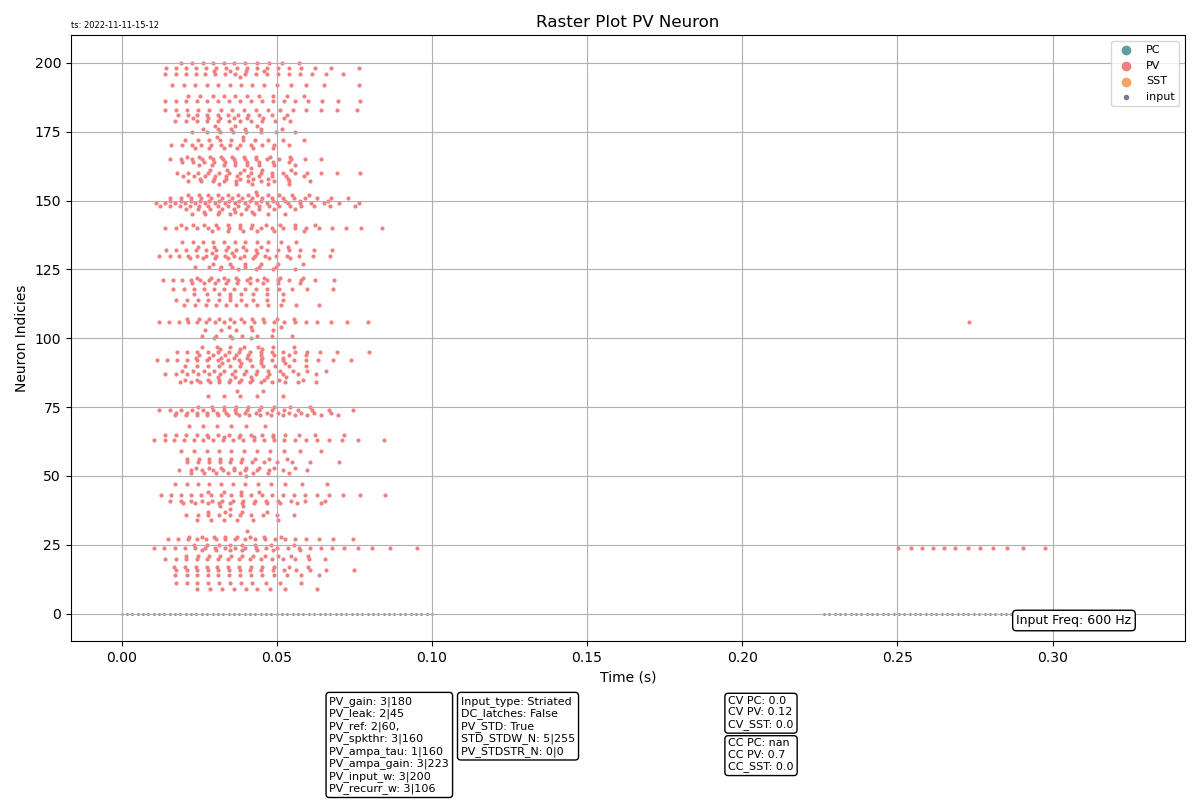 ts: 2022-11-11-15-12
Raster Plot PV Neuron
PC
PV
SST
input
200
175
150
125
100
75
50
25
0
Neuron Indicies
Input Freq: 600 Hz
0.00
0.05
0.10
0.15
0.20
0.25
0.30
Time (s)
PV_gain: 3|180
PV_leak: 2|45
PV_ref: 2|60,
PV_spkthr: 3|160
PV_ampa_tau: 1|160
PV_ampa_gain: 3|223
PV_input_w: 3|200
PV_recurr_w: 3|106
Input_type: Striated
DC_latches: False
PV_STD: True
STD_STDW_N: 5|255
PV_STDSTR_N: 0|0
CV PC: 0.0
CV PV: 0.12
CV_SST: 0.0
CC PC: nan
CC PV: 0.7
CC_SST: 0.0